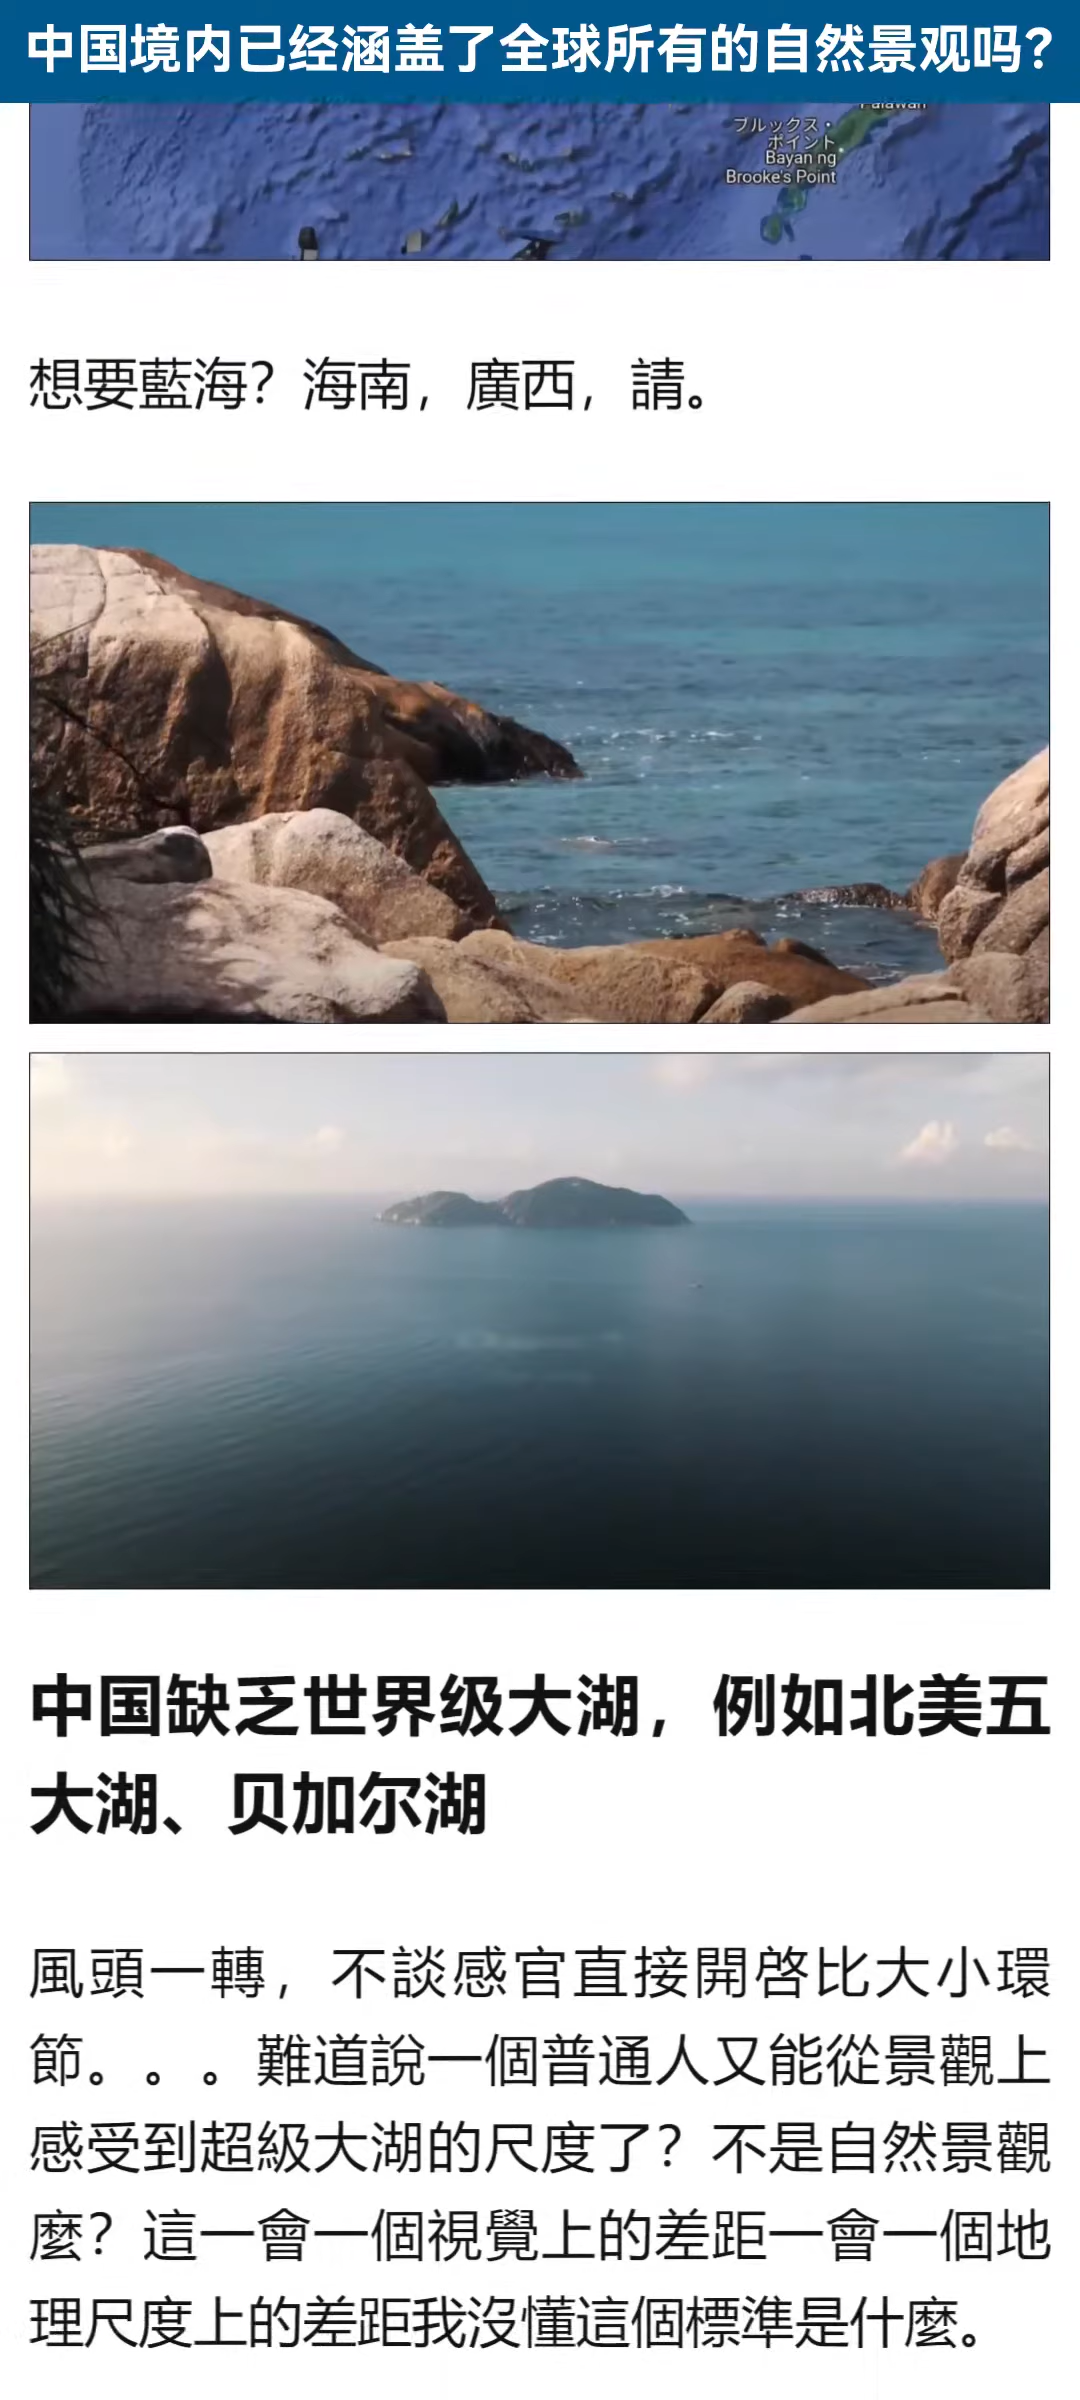 中国境内已经涵盖了全球所有的自然景观吗?
Palawan
ブルックス・
ポイント
Bayan ng
Brooke's Point
想要藍海? 海南, 廣西, 請。
中国缺乏世界级大湖, 例如北美五
大湖、贝加尔湖
風頭一轉, 不談感官直接開啓比大小環
節。。。難道說一個普通人又能從景觀上
感受到超級大湖的尺度了? 不是自然景觀
麼? 這一會一個視覺上的差距一會一個地
理尺度上的差距我沒懂這個標準是什麼。